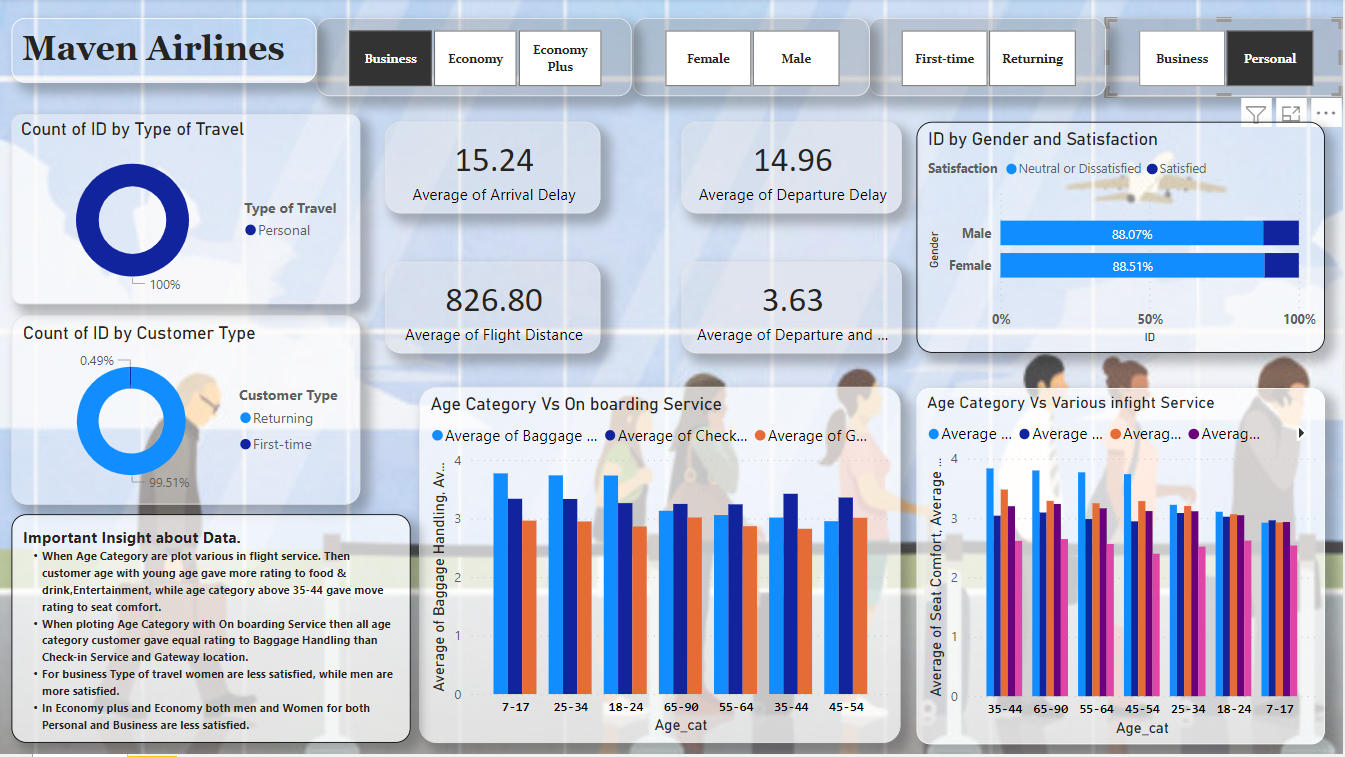 Maven Airlines
Business
Economy
Economy
Plus
Female
Male
First-time
Returning
Business
Personal
Count of ID by Type of Travel
Type of Travel
Personal
100%
15.24
Average of Arrival Delay
14.96
Average of Departure Delay
826.80
Average of Flight Distance
3.63
Average of Departure and ...
ID by Gender and Satisfaction
Satisfaction Neutral or Dissatisfied Satisfied
Gender
Male 88.07%
Female 88.51%
0% 50% 100%
ID
Count of ID by Customer Type
0.49%
Customer Type
Returning
First-time
99.51%
Important Insight about Data.
• When Age Category are plot various in flight service. Then
customer age with young age gave more rating to food &
drink,Entertainment, while age category above 35-44 gave move
rating to seat comfort.
• When ploting Age Category with On boarding Service then all age
category customer gave equal rating to Baggage Handling than
Check-in Service and Gateway location.
• For business Type of travel women are less satisfied, while men are
more satisfied.
• In Economy plus and Economy both men and Women for both
Personal and Business are less satisfied.
Age Category Vs On boarding Service
Average of Baggage ... Average of Check... Average of G...
Average of Baggage Handling, Av...
4
3
2
1
0
7-17 25-34 18-24 65-90 55-64 35-44 45-54
Age_cat
Age Category Vs Various infight Service
Average ... Average ... Averag... Averag...
Average of Seat Comfort, Average ...
4
3
2
1
0
35-44 65-90 55-64 45-54 25-34 18-24 7-17
Age_cat